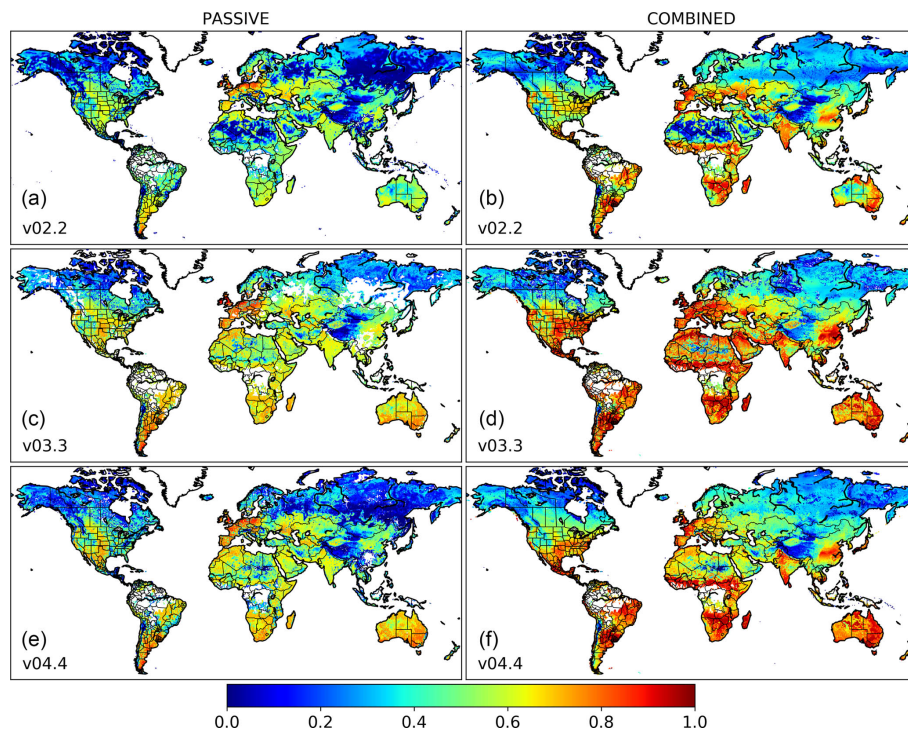 PASSIVE
COMBINED
(a)
v02.2
(b)
v02.2
(c)
v03.3
(d)
v03.3
(e)
v04.4
(f)
v04.4
0.0 0.2 0.4 0.6 0.8 1.0